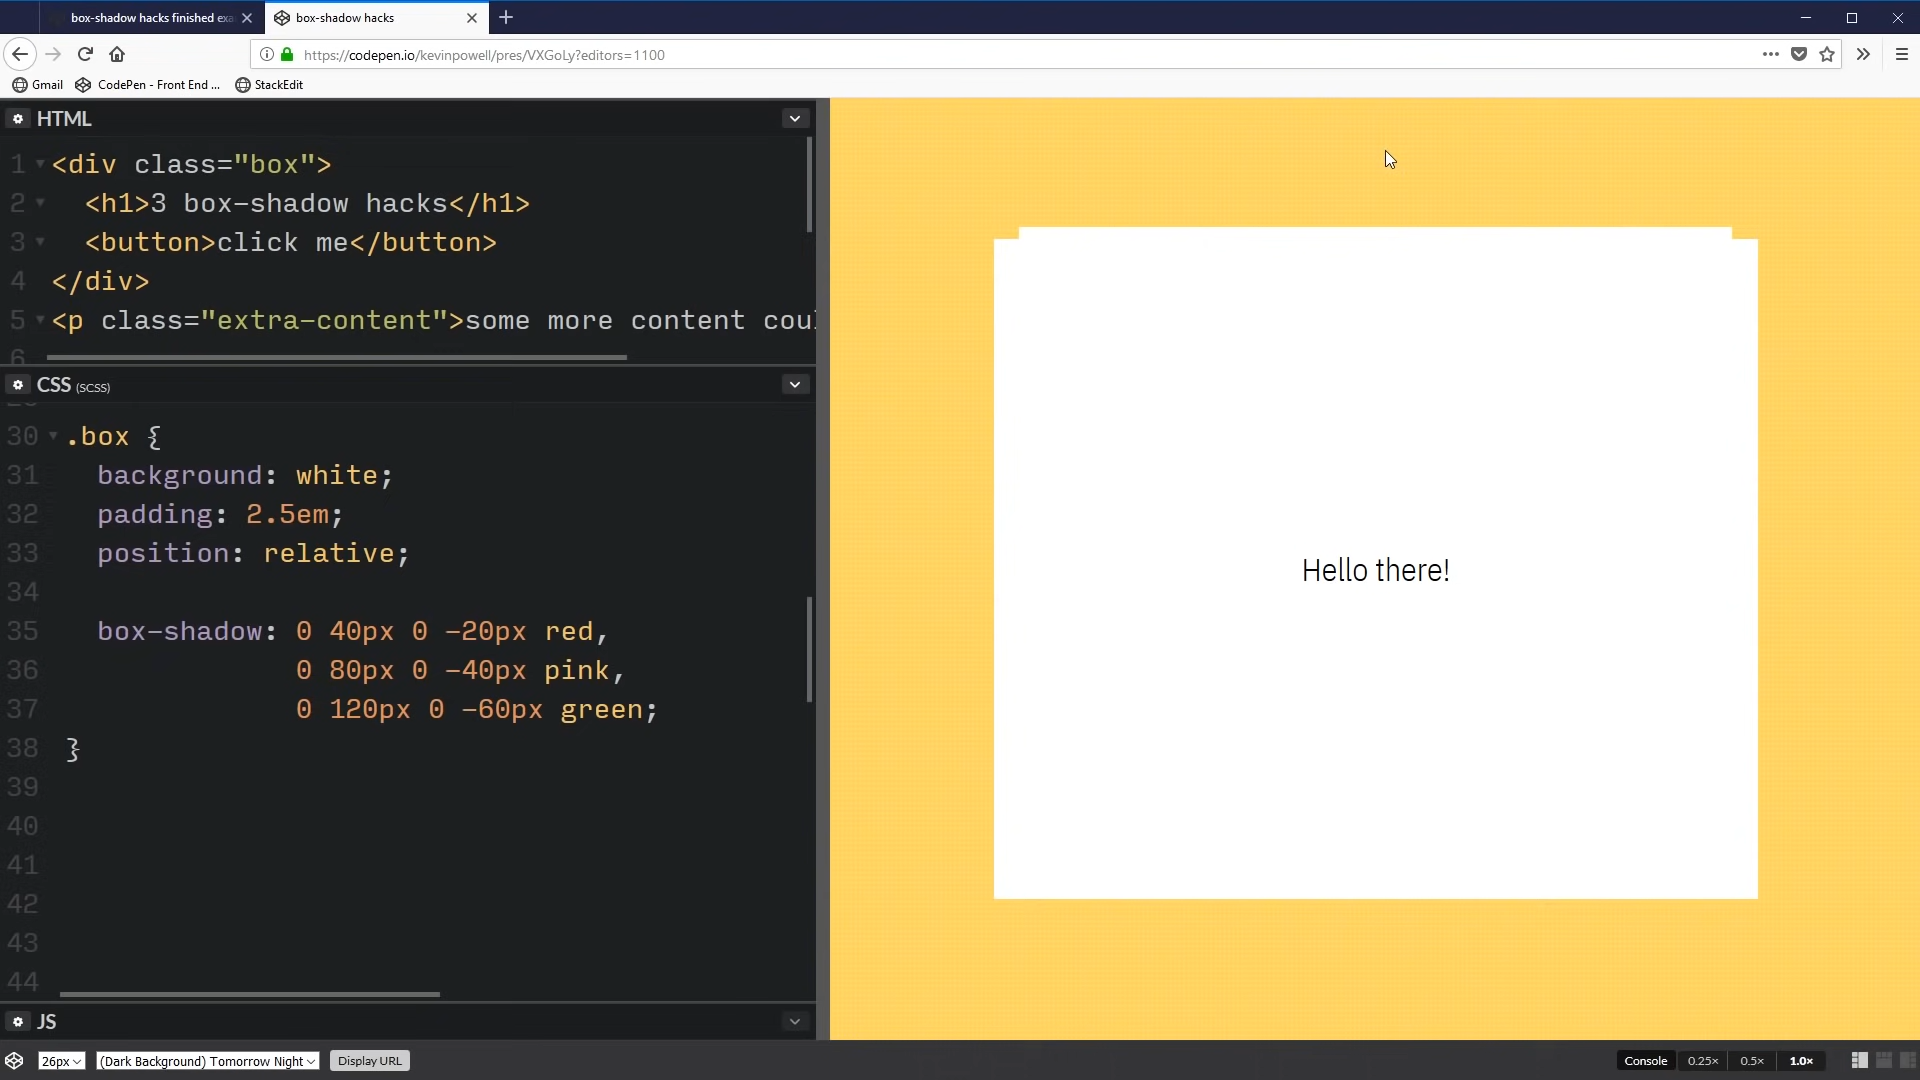 box-shadow hacks finished exa
box-shadow hacks
https://codepen.io/kevinpowell/pres/VXGoLy?editors=1100
Gmail
CodePen - Front End ...
StackEdit
HTML
1 <div class="box">
2 <h1>3 box-shadow hacks</h1>
3 <button>click me</button>
4 </div>
5 <p class="extra-content">some more content coul
6
CSS (SCSS)
30 .box {
31 background: white;
32 padding: 2.5em;
33 position: relative;
34
35 box-shadow: 0 40px 0 -20px red,
36 0 80px 0 -40px pink,
37 0 120px 0 -60px green;
38 }
39
40
41
42
43
44
Hello there!
JS
26px
(Dark Background) Tomorrow Night
Display URL
Console
0.25×
0.5×
1.0×